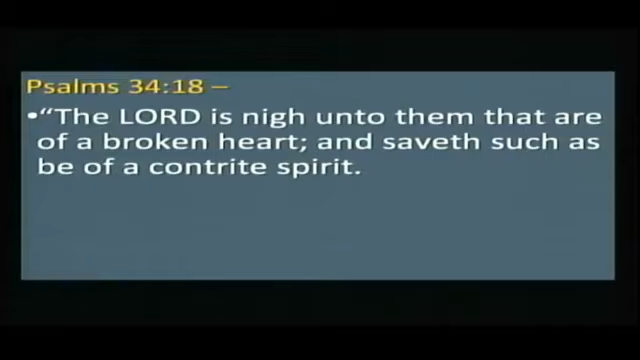 Psalms 34:18 –
•“The LORD is nigh unto them that are
of a broken heart; and saveth such as
be of a contrite spirit.